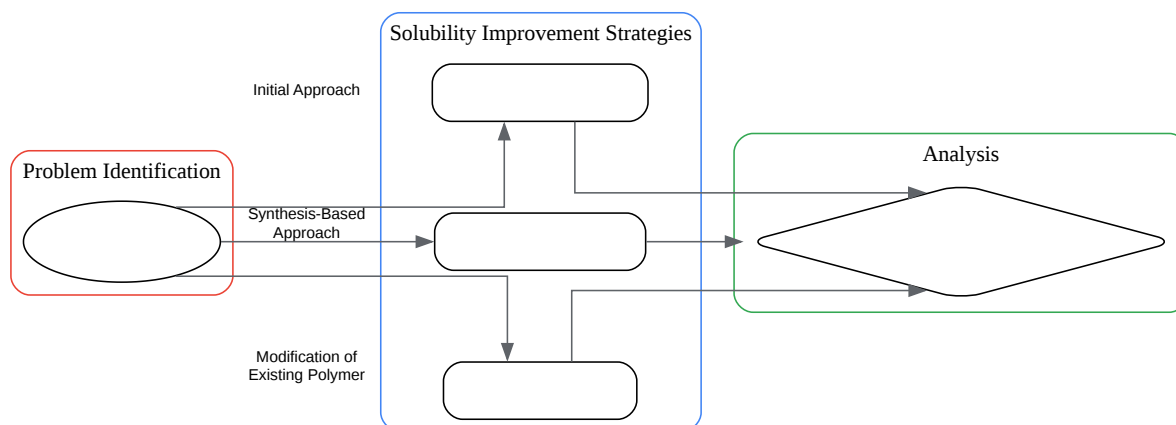 Solubility Improvement Strategies
Initial Approach
Problem Identification
Analysis
Synthesis-Based
Approach
Modification of
Existing Polymer